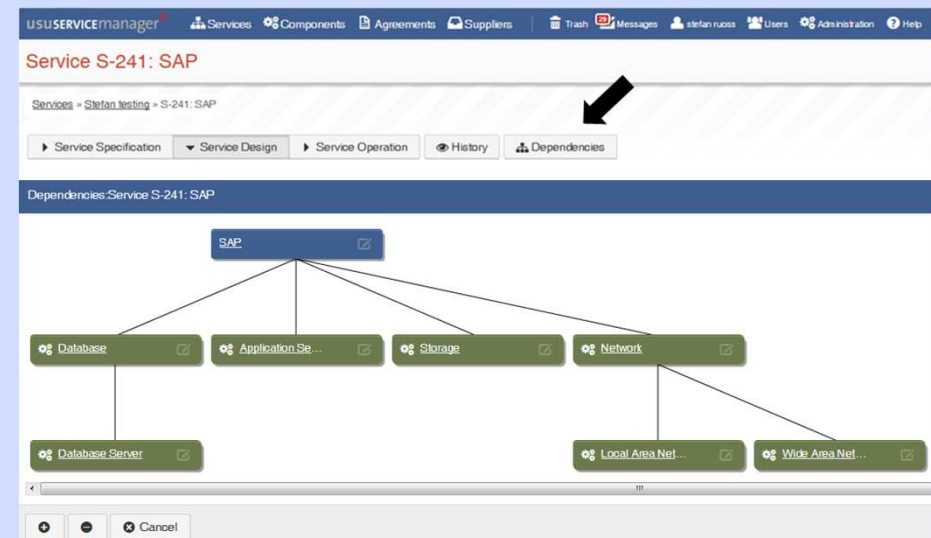 ususervicemanager Services Components Agreements Suppliers Trash 29 Messages stefan ruoss Users Administration Help
Service S-241: SAP
Services » Stefan testing » S-241: SAP
Service Specification Service Design Service Operation History Dependencies
Dependencies:Service S-241: SAP
SAP
Database Application Se... Storage Network
Database Server Local Area Net... Wide Area Net...
Cancel